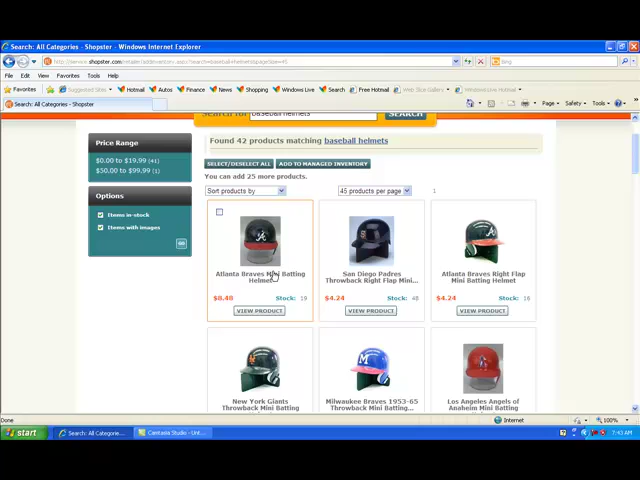 Search: All Categories - Shopster - Windows Internet Explorer
File Edit View Favorites Tools Help
Favorites Suggested Sites Hotmail Autos Finance News Shopping Windows Live Search Free Hotmail Web Slice Gallery eBay
Search: All Categories - Shopster
Page Safety Tools
Search for baseball helmets SEARCH
Found 42 products matching baseball helmets
SELECT/DESELECT ALL ADD TO MANAGED INVENTORY
You can add 25 more products.
Sort products by 45 products per page 1
Price Range
$0.00 to $19.99 (41)
$50.00 to $99.99 (1)
Options
Items in-stock
Items with images
Atlanta Braves Mini Batting
Helmet
$8.48 Stock: 19
VIEW PRODUCT
San Diego Padres
Throwback Right Flap Mini...
$4.24 Stock: 48
VIEW PRODUCT
Atlanta Braves Right Flap
Mini Batting Helmet
$4.24 Stock: 16
VIEW PRODUCT
New York Giants
Throwback Mini Batting
Milwaukee Braves 1953-65
Throwback Mini Batting...
Los Angeles Angels of
Anaheim Mini Batting
Done Internet 100%
start Search: All Categorie... Camtasia Studio - Unt... 7:43 AM